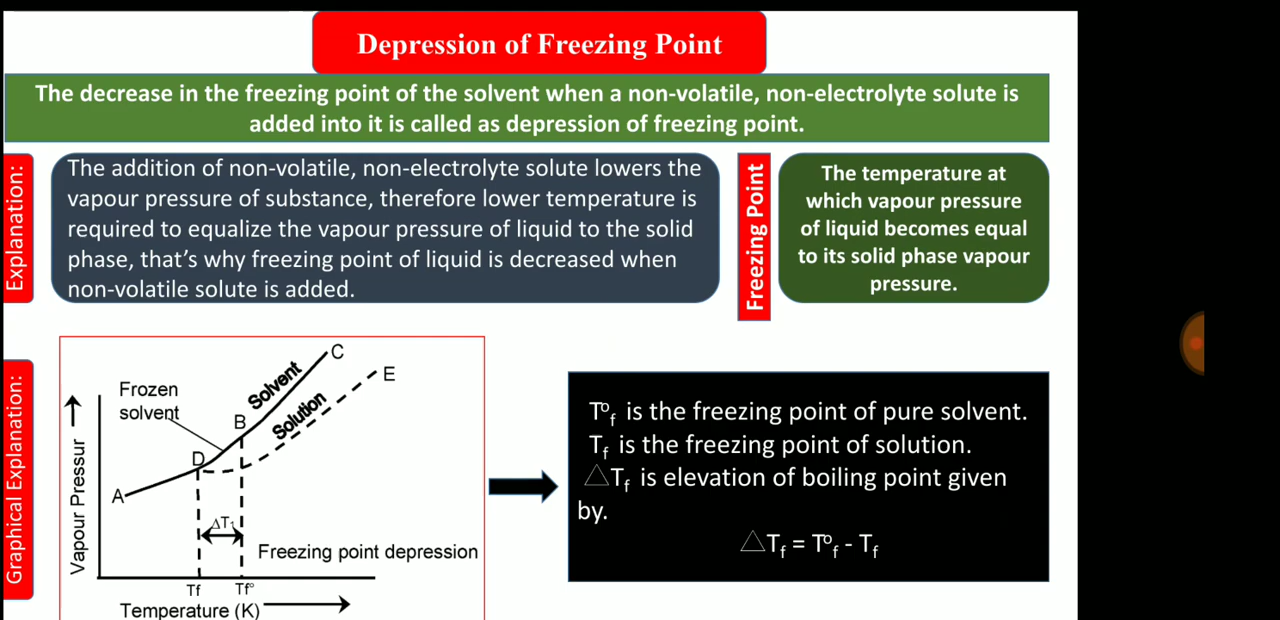 Depression of Freezing Point
The decrease in the freezing point of the solvent when a non-volatile, non-electrolyte solute is
added into it is called as depression of freezing point.
Explanation:
The addition of non-volatile, non-electrolyte solute lowers the
vapour pressure of substance, therefore lower temperature is
required to equalize the vapour pressure of liquid to the solid
phase, that's why freezing point of liquid is decreased when
non-volatile solute is added.
Freezing Point
The temperature at
which vapour pressure
of liquid becomes equal
to its solid phase vapour
pressure.
Graphical Explanation:
Vapour Pressur
Frozen
solvent
A
D
B
C
E
Solvent
Solution
ΔT₁
Freezing point depression
Tf
Tf°
Temperature (K)
T°f is the freezing point of pure solvent.
Tf is the freezing point of solution.
△Tf is elevation of boiling point given
by.
△Tf = T°f - Tf